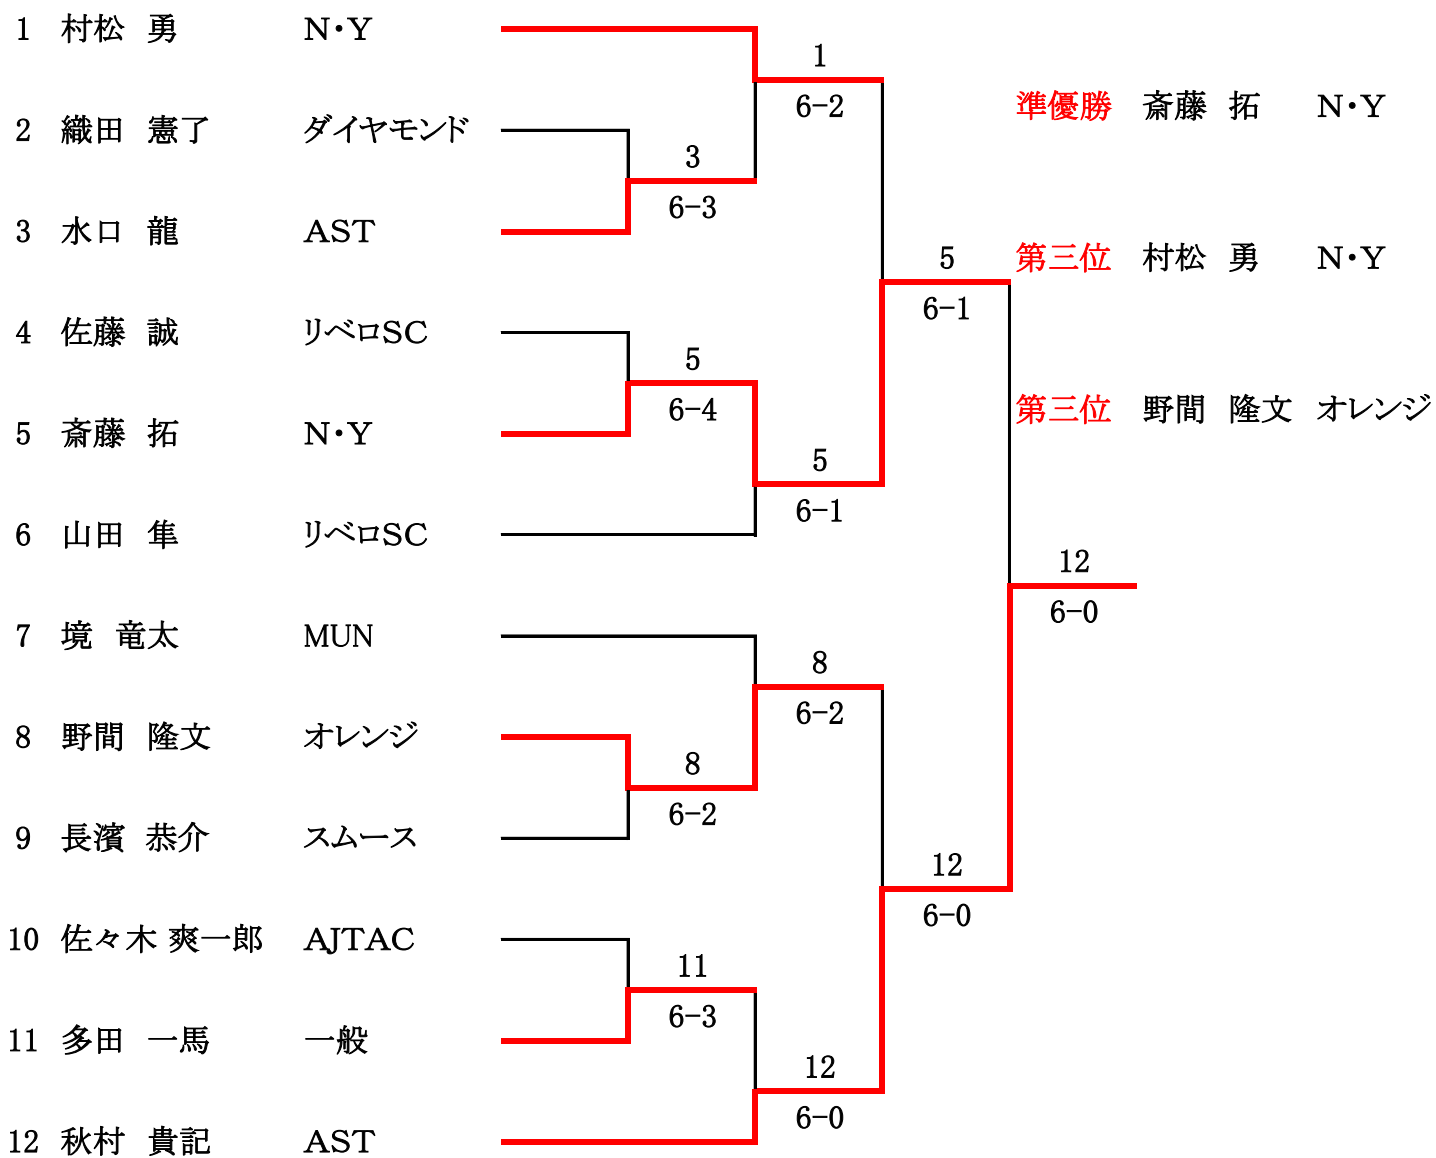 1 村松 勇 N・Y
1
6-2
準優勝 斎藤 拓 N・Y
2 織田 憲了 ダイヤモンド
3
6-3
3 水口 龍 AST
第三位 村松 勇 N・Y
5
6-1
4 佐藤 誠 リベロSC
5
6-4
第三位 野間 隆文 オレンジ
5 斎藤 拓 N・Y
5
6-1
6 山田 隼 リベロSC
12
6-0
7 境 竜太 MUN
8
6-2
8 野間 隆文 オレンジ
8
6-2
9 長濱 恭介 スムース
12
6-0
10 佐々木 爽一郎 AJTAC
11
6-3
11 多田 一馬 一般
12
6-0
12 秋村 貴記 AST